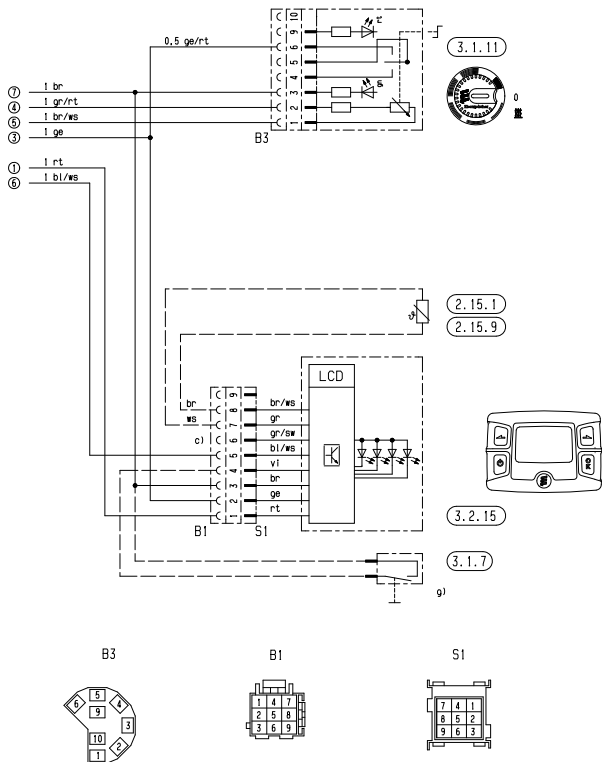 10
9
0,5 ge/rt 6
3.1.11
5
4
⑦ 1 br 3
④ 1 gr/rt 2
0
⑤ 1 br/ws 1
③ 1 ge
B3
① 1 rt
⑥ 1 bl/ws
2.15.1
2.15.9
LCD
9
br 8 br/ws
ws 7 gr
c) 6 gr/sw
5 bl/ws
4 vi
3 br
2 ge
1 rt
B1 S1
3.2.15
3.1.7
g)
B3 B1 S1
6 5 4
9
3
10
1 2
1 4 7
2 5 8
3 6 9
7 4 1
8 5 2
9 6 3